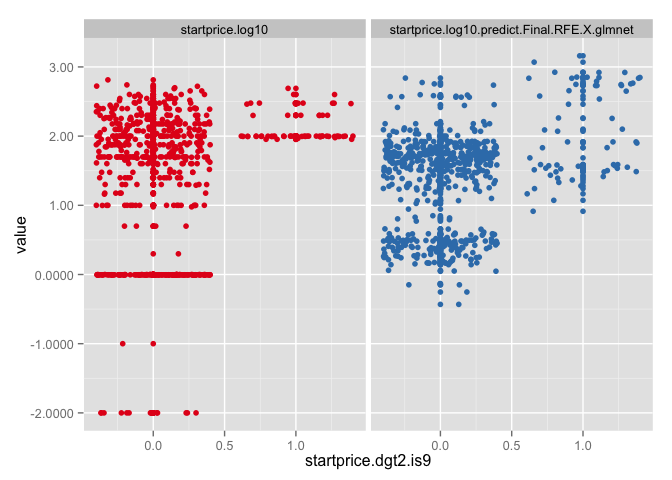 startprice.log10 startprice.log10.predict.Final.RFE.X.glmnet
3.00
2.00
1.00
0.0000
-1.0000
-2.0000
value
0.0 0.5 1.0 0.0 0.5 1.0
startprice.dgt2.is9